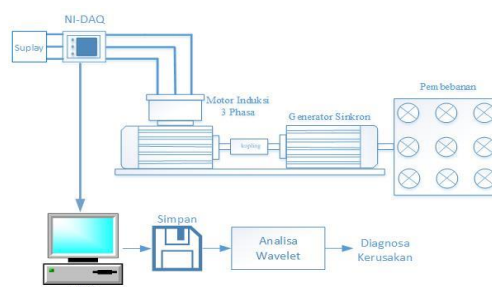 NI-DAQ
Suplay
Motor Induksi
3 Phasa
Generator Sinkron
Pembebanan
kopling
Simpan
Analisa
Wavelet
Diagnosa
Kerusakan